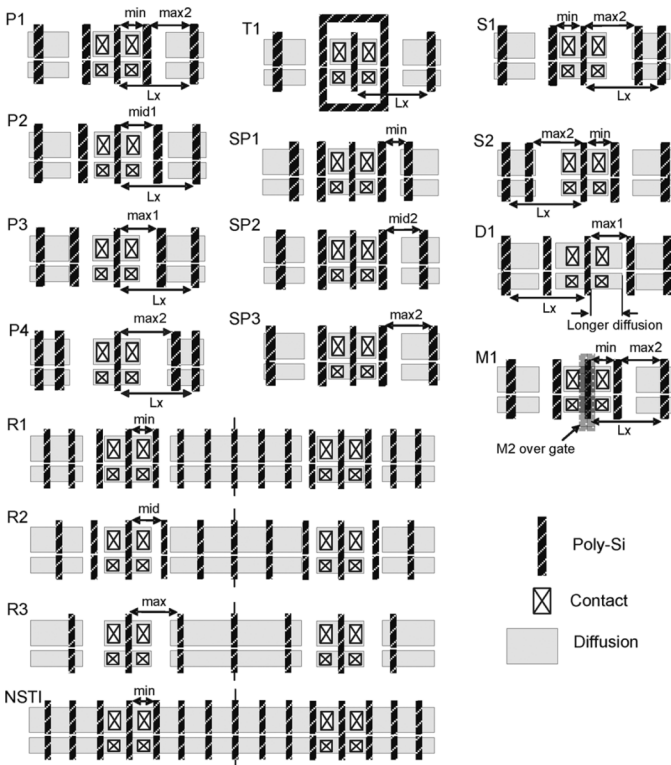 P1
min
max2
Lx
P2
mid1
Lx
P3
max1
Lx
P4
max2
Lx
T1
Lx
SP1
min
SP2
mid2
SP3
max2
S1
min
max2
Lx
S2
max2
min
Lx
D1
max1
Lx
Longer diffusion
M1
min
max2
Lx
M2 over gate
R1
min
R2
mid
R3
max
NSTI
min
Poly-Si
Contact
Diffusion